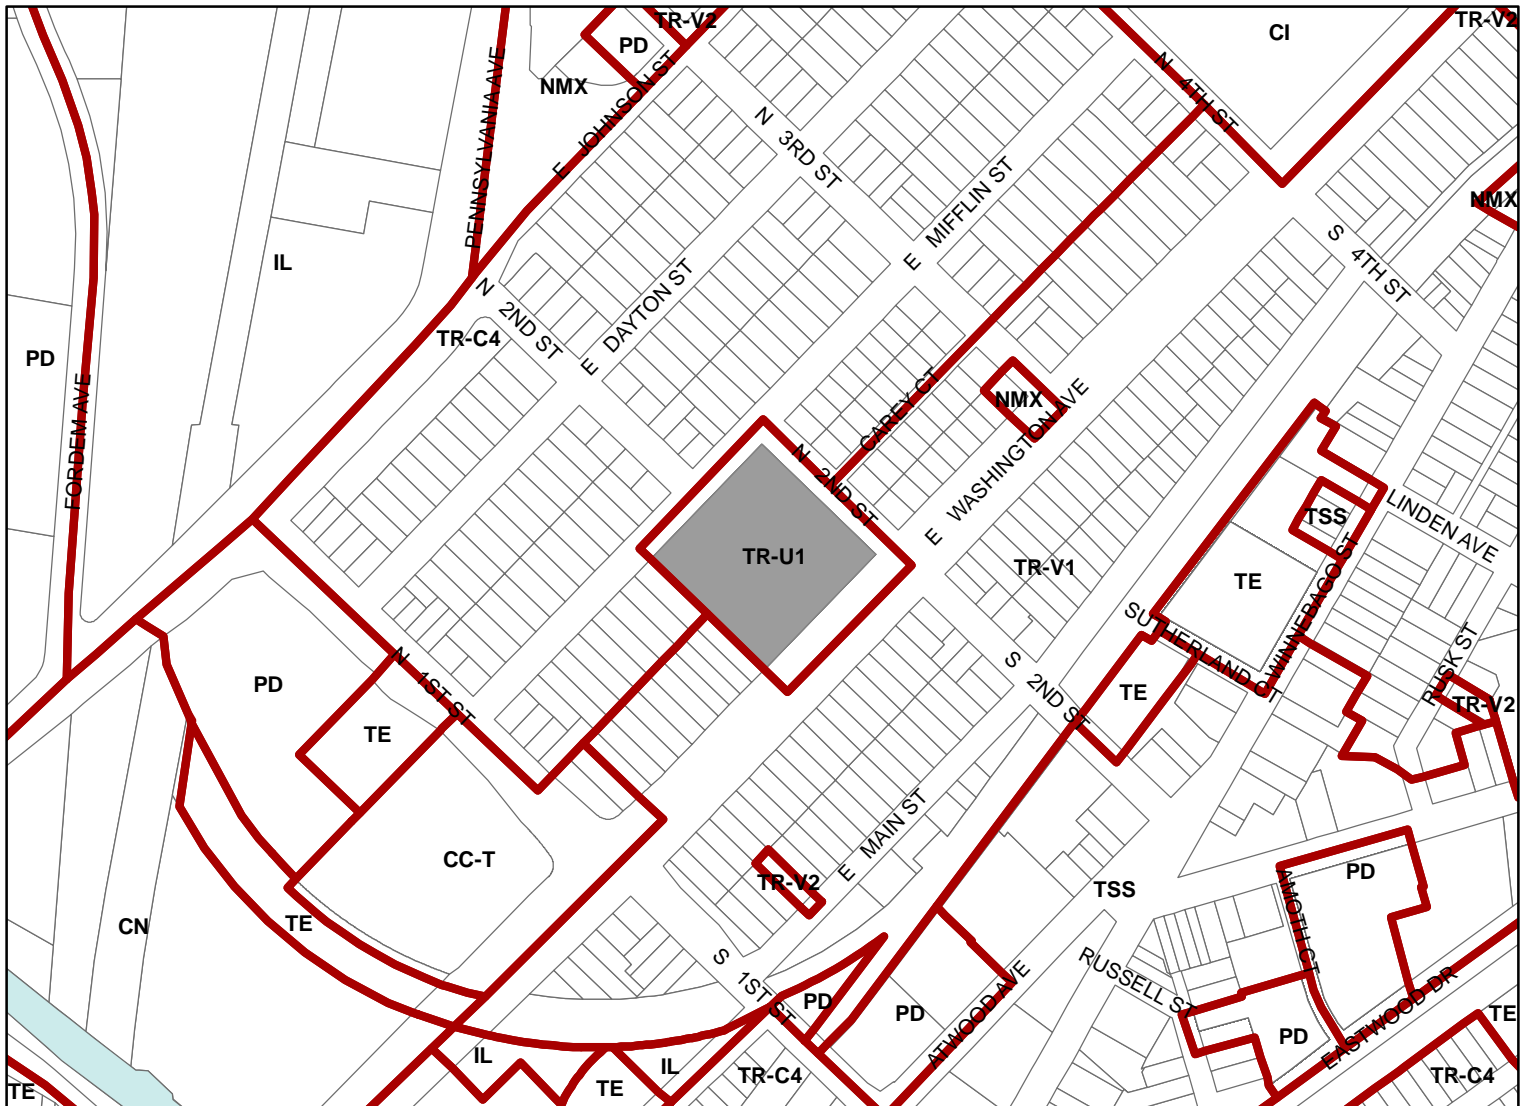 TR-V2
PD
NMX
CI
TR-V2
PENNSYLVANIA AVE
E JOHNSON ST
N 3RD ST
N 4TH ST
E MIFFLIN ST
NMX
S 4TH ST
IL
N 2ND ST
E DAYTON ST
TR-C4
PD
FORDEM AVE
CAREY CT
NMX
E WASHINGTON AVE
N 2ND ST
TR-U1
TR-V1
TSS
LINDEN AVE
TE
WINNEBAGO ST
SUTHERLAND CT
RUSK ST
TR-V2
TE
S 2ND ST
N 1ST ST
PD
TE
CC-T
E MAIN ST
TR-V2
TSS
PD
AMOTH CT
CN
TE
S 1ST ST
PD
PD
ATWOOD AVE
RUSSELL ST
PD
EASTWOOD DR
TE
IL
IL
TE
TR-C4
TR-C4
TE